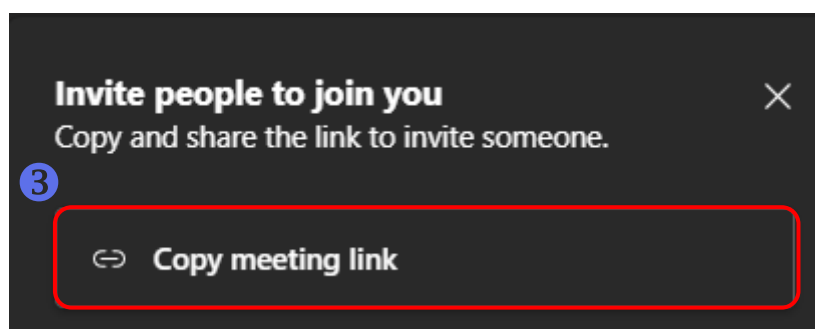 Invite people to join you
Copy and share the link to invite someone.
3
Copy meeting link